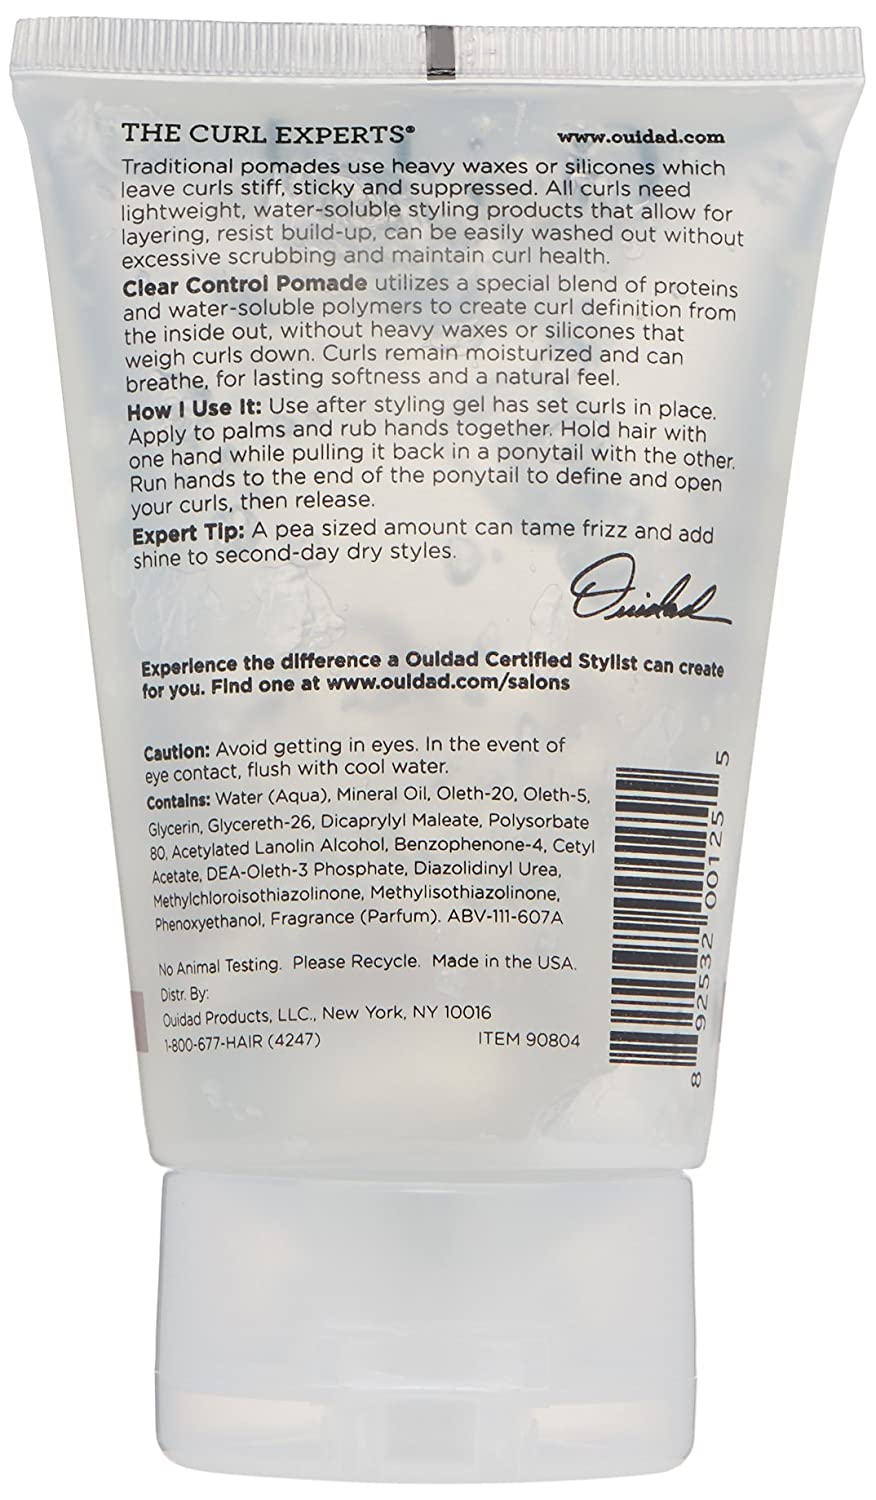 THE CURL EXPERTS® www.ouidad.com
Traditional pomades use heavy waxes or silicones which
leave curls stiff, sticky and suppressed. All curls need
lightweight, water-soluble styling products that allow for
layering, resist build-up, can be easily washed out without
excessive scrubbing and maintain curl health.
Clear Control Pomade utilizes a special blend of proteins
and water-soluble polymers to create curl definition from
the inside out, without heavy waxes or silicones that
weigh curls down. Curls remain moisturized and can
breathe, for lasting softness and a natural feel.
How I Use It: Use after styling gel has set curls in place.
Apply to palms and rub hands together. Hold hair with
one hand while pulling it back in a ponytail with the other.
Run hands to the end of the ponytail to define and open
your curls, then release.
Expert Tip: A pea sized amount can tame frizz and add
shine to second-day dry styles.
Ouidad
Experience the difference a Ouidad Certified Stylist can create
for you. Find one at www.ouidad.com/salons
Caution: Avoid getting in eyes. In the event of
eye contact, flush with cool water.
Contains: Water (Aqua), Mineral Oil, Oleth-20, Oleth-5,
Glycerin, Glycereth-26, Dicaprylyl Maleate, Polysorbate
80, Acetylated Lanolin Alcohol, Benzophenone-4, Cetyl
Acetate, DEA-Oleth-3 Phosphate, Diazolidinyl Urea,
Methylchloroisothiazolinone, Methylisothiazolinone,
Phenoxyethanol, Fragrance (Parfum). ABV-111-607A
No Animal Testing. Please Recycle. Made in the USA.
Distr. By:
Ouidad Products, LLC., New York, NY 10016
1-800-677-HAIR (4247) ITEM 90804
8 92532 00125 5